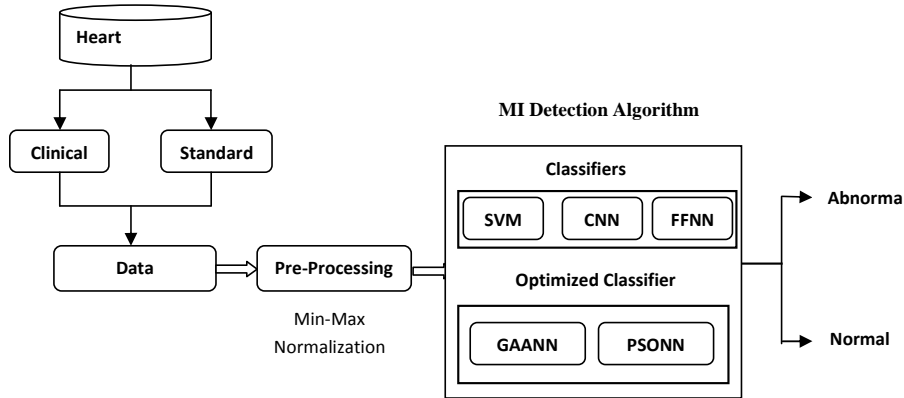 Heart
MI Detection Algorithm
Clinical
Standard
Classifiers
SVM
CNN
FFNN
Abnorma
Data
Pre-Processing
Optimized Classifier
Min-Max
Normalization
GAANN
PSONN
Normal